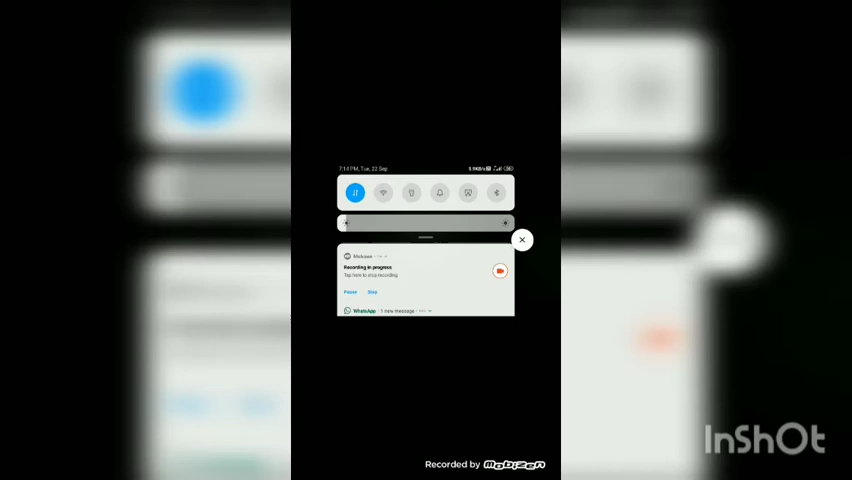 7:14 PM, Tue, 22 Sep
Mobizen
Recording in progress
Tap here to stop recording.
Pause Stop
WhatsApp · 1 new message
Recorded by mobizen
InShOt